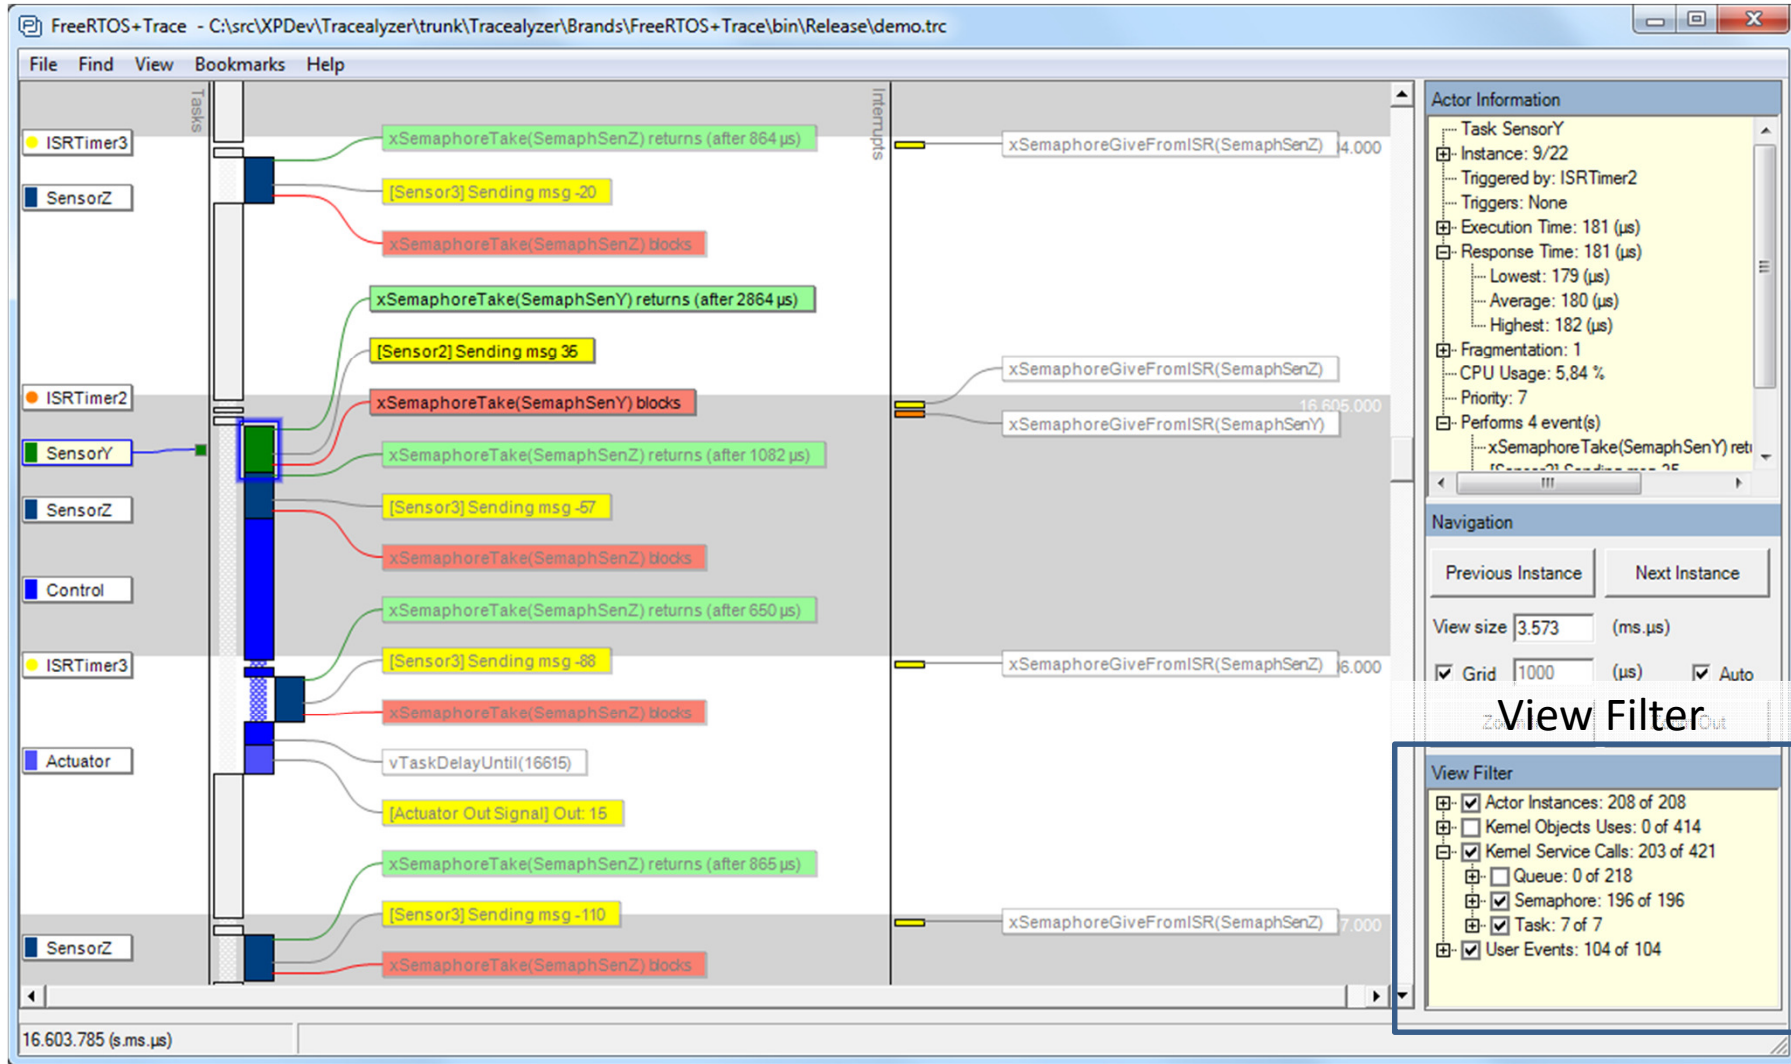 FreeRTOS+Trace - C:\src\XPDev\Tracealyzer\trunk\Tracealyzer\Brands\FreeRTOS+Trace\bin\Release\demo.trc
File Find View Bookmarks Help
Tasks
Interrupts
ISRTimer3
SensorZ
ISRTimer2
SensorY
SensorZ
Control
ISRTimer3
Actuator
SensorZ
xSemaphoreTake(SemaphSenZ) returns (after 864 µs)
[Sensor3] Sending msg -20
xSemaphoreTake(SemaphSenZ) blocks
xSemaphoreTake(SemaphSenY) returns (after 2864 µs)
[Sensor2] Sending msg 35
xSemaphoreTake(SemaphSenY) blocks
xSemaphoreTake(SemaphSenZ) returns (after 1082 µs)
[Sensor3] Sending msg -57
xSemaphoreTake(SemaphSenZ) blocks
xSemaphoreTake(SemaphSenZ) returns (after 650 µs)
[Sensor3] Sending msg -88
xSemaphoreTake(SemaphSenZ) blocks
vTaskDelayUntil(16615)
[Actuator Out Signal] Out: 15
xSemaphoreTake(SemaphSenZ) returns (after 865 µs)
[Sensor3] Sending msg -110
xSemaphoreTake(SemaphSenZ) blocks
xSemaphoreGiveFromISR(SemaphSenZ) 4.000
xSemaphoreGiveFromISR(SemaphSenZ)
16.605.000
xSemaphoreGiveFromISR(SemaphSenY)
xSemaphoreGiveFromISR(SemaphSenZ) 6.000
xSemaphoreGiveFromISR(SemaphSenZ) 7.000
Actor Information
Task SensorY
Instance: 9/22
Triggered by: ISRTimer2
Triggers: None
Execution Time: 181 (µs)
Response Time: 181 (µs)
Lowest: 179 (µs)
Average: 180 (µs)
Highest: 182 (µs)
Fragmentation: 1
CPU Usage: 5,84 %
Priority: 7
Performs 4 event(s)
xSemaphoreTake(SemaphSenY) retu
[Sensor2] Sending msg 35
Navigation
Previous Instance Next Instance
View size 3.573 (ms.µs)
Grid 1000 (µs) Auto
View Filter
Out
View Filter
Actor Instances: 208 of 208
Kernel Objects Uses: 0 of 414
Kernel Service Calls: 203 of 421
Queue: 0 of 218
Semaphore: 196 of 196
Task: 7 of 7
User Events: 104 of 104
16.603.785 (s.ms.µs)